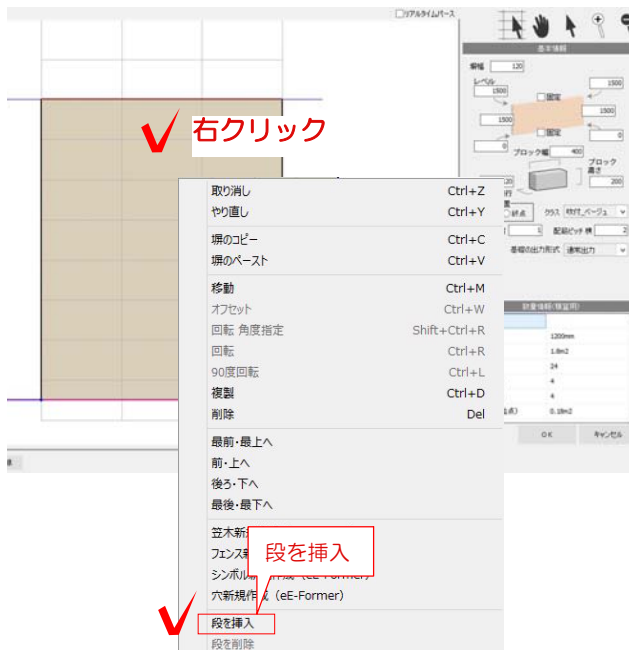 リアルタイムパース
基本情報
塀幅 120
レベル
1500
1500
固定
1500
1500
固定
0
0
ブロック幅 400
ブロック
高さ
120
200
終点
クラス 吹付_ベージュ
1 配筋ピッチ 横 2
基礎の出力形式 通常出力
数量情報(積算用)
1200mm
1.8m2
24
4
4
0.18m2
OK キャンセル
右クリック
取り消し Ctrl+Z
やり直し Ctrl+Y
塀のコピー Ctrl+C
塀のペースト Ctrl+V
移動 Ctrl+M
オフセット Ctrl+W
回転 角度指定 Shift+Ctrl+R
回転 Ctrl+R
90度回転 Ctrl+L
複製 Ctrl+D
削除 Del
最前・最上へ
前・上へ
後ろ・下へ
最後・最下へ
笠木新
フェンス
段を挿入
シンボル
穴新規作成 (eE-Former)
段を挿入
段を削除